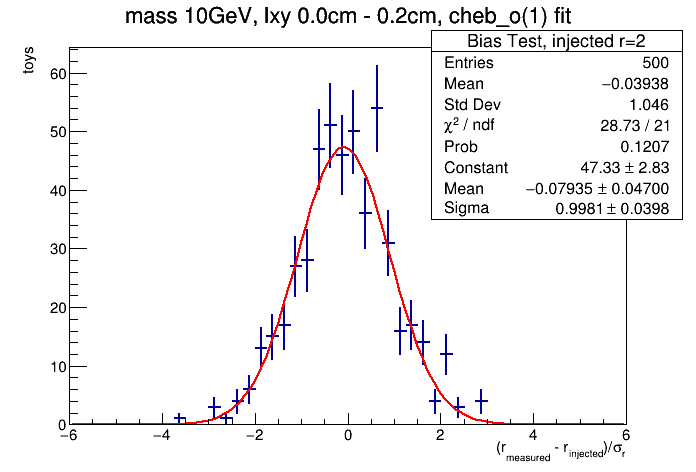 mass 10GeV, lxy 0.0cm - 0.2cm, cheb_o(1) fit
toys
Bias Test, injected r=2
Entries 500
Mean −0.03938
Std Dev 1.046
χ² / ndf 28.73 / 21
Prob 0.1207
Constant 47.33 ± 2.83
Mean −0.07935 ± 0.04700
Sigma 0.9981 ± 0.0398
60
50
40
30
20
10
0
−6 −4 −2 0 2 4 6
(r_measured - r_injected)/σ_r